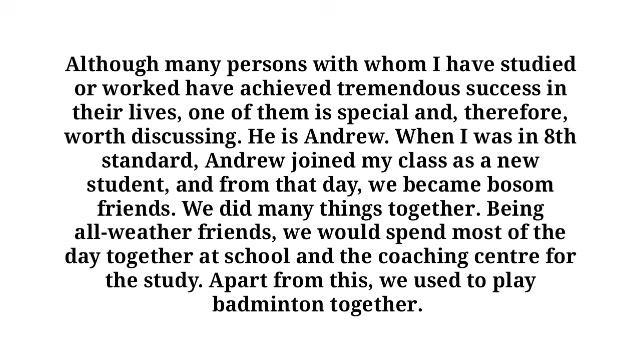 Although many persons with whom I have studied
or worked have achieved tremendous success in
their lives, one of them is special and, therefore,
worth discussing. He is Andrew. When I was in 8th
standard, Andrew joined my class as a new
student, and from that day, we became bosom
friends. We did many things together. Being
all-weather friends, we would spend most of the
day together at school and the coaching centre for
the study. Apart from this, we used to play
badminton together.